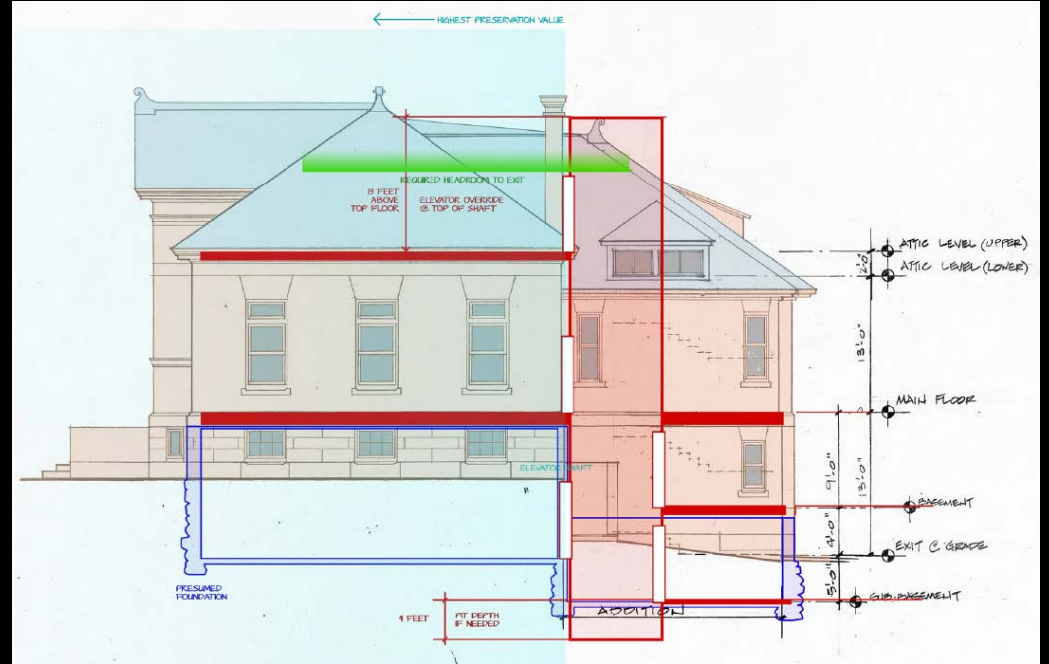 HIGHEST PRESERVATION VALUE
REQUIRED HEADROOM TO EXIT
FEET
ABOVE
TOP FLOOR
ELEVATOR OVERRIDE
@ TOP OF SHAFT
ATTIC LEVEL (UPPER)
ATTIC LEVEL (LOWER)
2'-0"
13'-0"
MAIN FLOOR
ELEVATOR SHAFT
"
9'-0"
13'-0"
BASEMENT
4'-0"
EXIT @ GRADE
5'-0"
SUB-BASEMENT
PRESUMED
FOUNDATION
ADDITION
4 FEET
PIT DEPTH
IF NEEDED